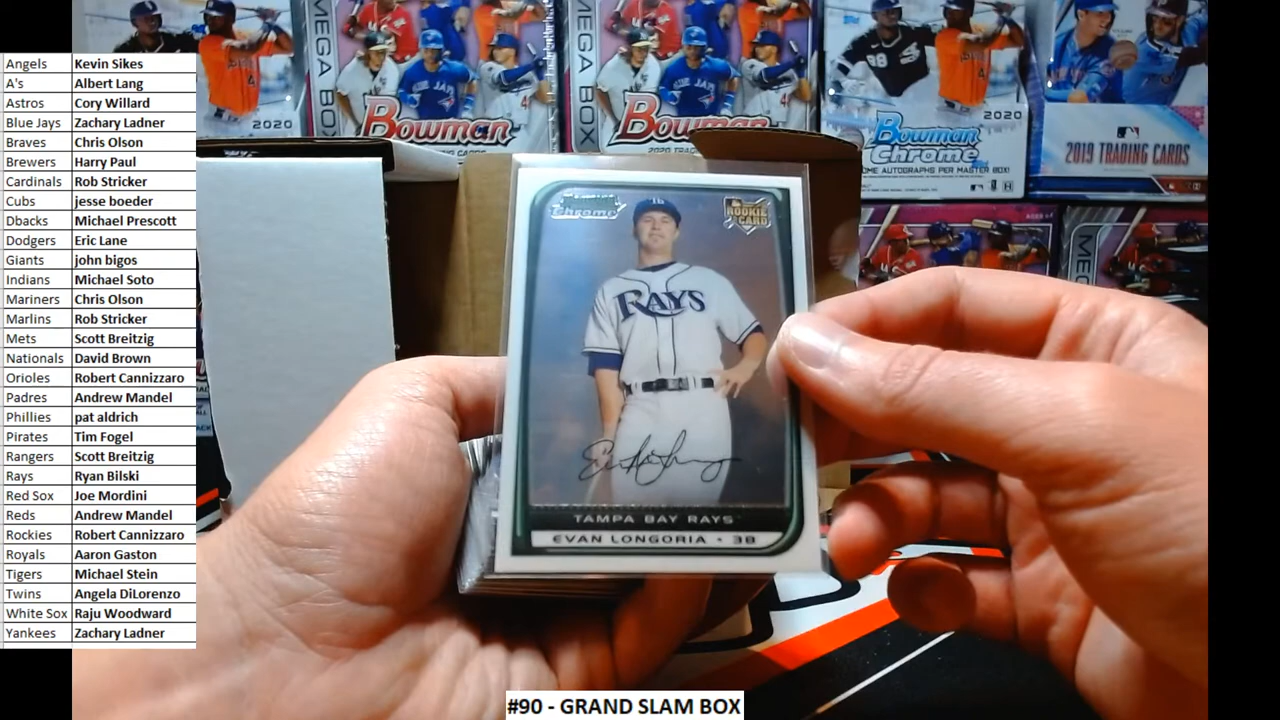 Angels Kevin Sikes
A's Albert Lang
Astros Cory Willard
Blue Jays Zachary Ladner
Braves Chris Olson
Brewers Harry Paul
Cardinals Rob Stricker
Cubs jesse boeder
Dbacks Michael Prescott
Dodgers Eric Lane
Giants john bigos
Indians Michael Soto
Mariners Chris Olson
Marlins Rob Stricker
Mets Scott Breitzig
Nationals David Brown
Orioles Robert Cannizzaro
Padres Andrew Mandel
Phillies pat aldrich
Pirates Tim Fogel
Rangers Scott Breitzig
Rays Ryan Bilski
Red Sox Joe Mordini
Reds Andrew Mandel
Rockies Robert Cannizzaro
Royals Aaron Gaston
Tigers Michael Stein
Twins Angela DiLorenzo
White Sox Raju Woodward
Yankees Zachary Ladner
2020
MEGA BOX
Bowman
MEGA BOX
Bowman
2020
Bowman
Chrome
2019 TRADING CARDS
Chrome
TB
ROOKIE
CARD
RAYS
TAMPA BAY RAYS
EVAN LONGORIA • 3B
#90 - GRAND SLAM BOX